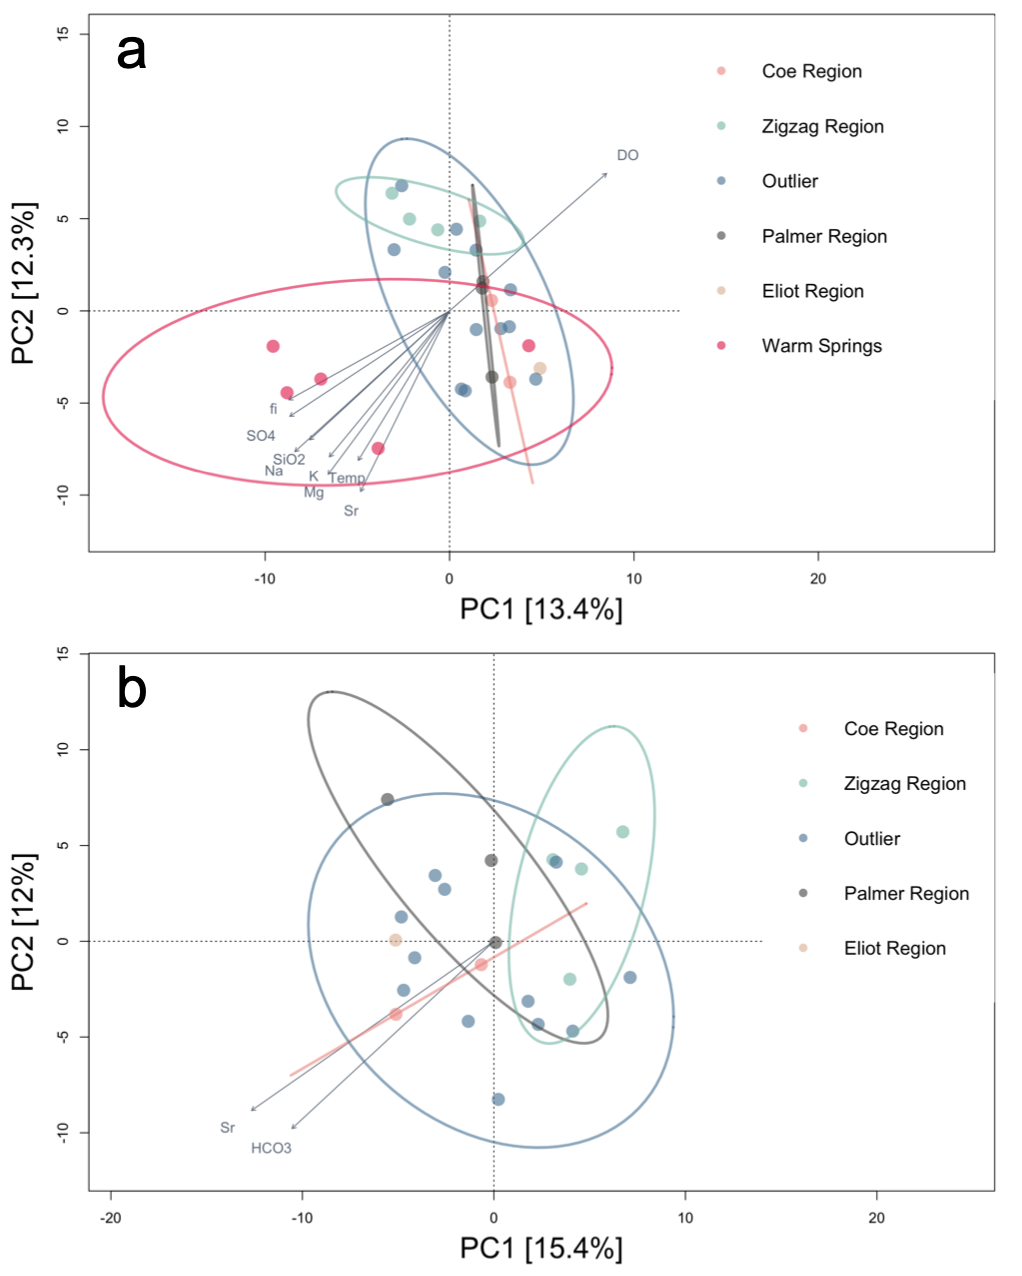 a
15
10
5
0
-5
-10
PC2 [12.3%]
DO
fi
SO4
SiO2
Na
K
Temp
Mg
Sr
Coe Region
Zigzag Region
Outlier
Palmer Region
Eliot Region
Warm Springs
-10
0
10
20
PC1 [13.4%]
b
15
10
5
0
-5
-10
PC2 [12%]
Sr
HCO3
Coe Region
Zigzag Region
Outlier
Palmer Region
Eliot Region
-20
-10
0
10
20
PC1 [15.4%]